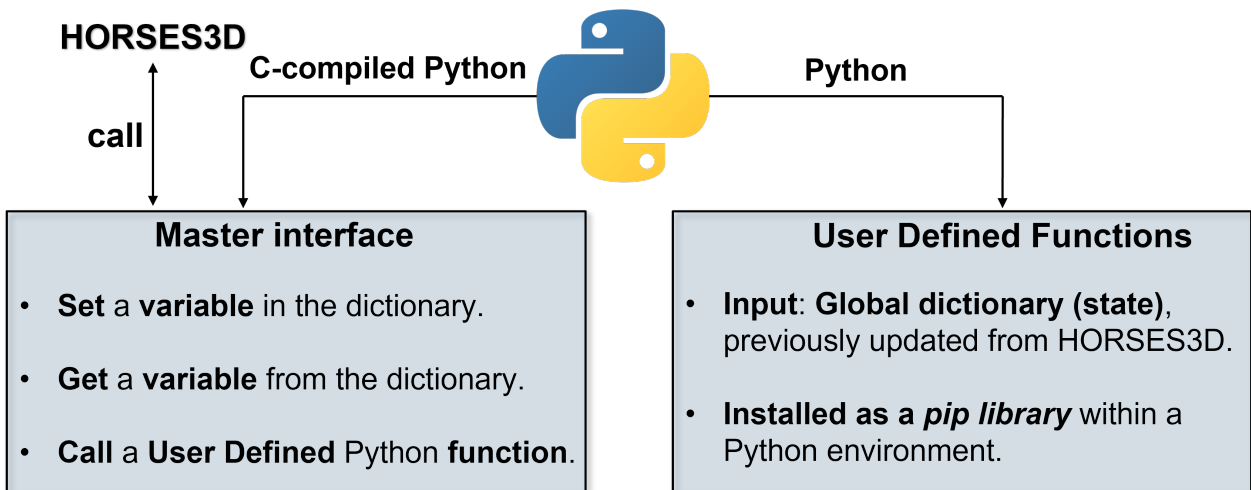 HORSES3D
C-compiled Python
Python
call
Master interface
• Set a variable in the dictionary.
• Get a variable from the dictionary.
• Call a User Defined Python function.
User Defined Functions
• Input: Global dictionary (state),
previously updated from HORSES3D.
• Installed as a pip library within a
Python environment.